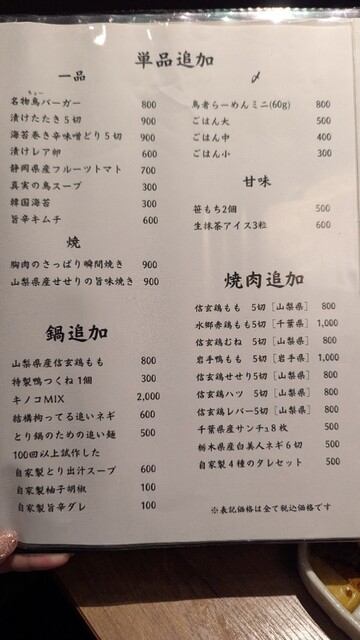 単品追加
一品
名物鳥バーガー 800
ちょー
漬けたたき5切 900
海苔巻き辛味噌どり5切 900
漬けレア卵 600
静岡県産フルーツトマト 700
真実の鳥スープ 300
韓国海苔 300
旨辛キムチ 600
焼
胸肉のさっぱり瞬間焼き 900
山梨県産せせりの旨味焼き 900
鍋追加
山梨県産信玄鶏もも 800
特製鴨つくね1個 300
キノコMIX 2,000
結構拘ってる追いネギ 600
とり鍋のための追い麺 500
100回以上試作した
自家製とり出汁スープ 600
自家製柚子胡椒 100
自家製旨辛ダレ 100
〆
鳥者らーめんミニ(60g) 800
ごはん大 500
ごはん中 400
ごはん小 300
甘味
笹もち2個 500
生抹茶アイス3粒 600
焼肉追加
信玄鶏もも 5切［山梨県］ 800
水郷赤鶏もも5切［千葉県］ 1,000
信玄鶏むね 5切［山梨県］ 800
岩手鴨もも 5切［岩手県］ 1,000
信玄鶏せせり5切［山梨県］ 800
信玄鶏ハツ 5切［山梨県］ 800
信玄鶏レバー5切［山梨県］ 800
千葉県産サンチュ8枚 500
栃木県産白美人ネギ6切 500
自家製4種のダレセット 500
※表記価格は全て税込価格です